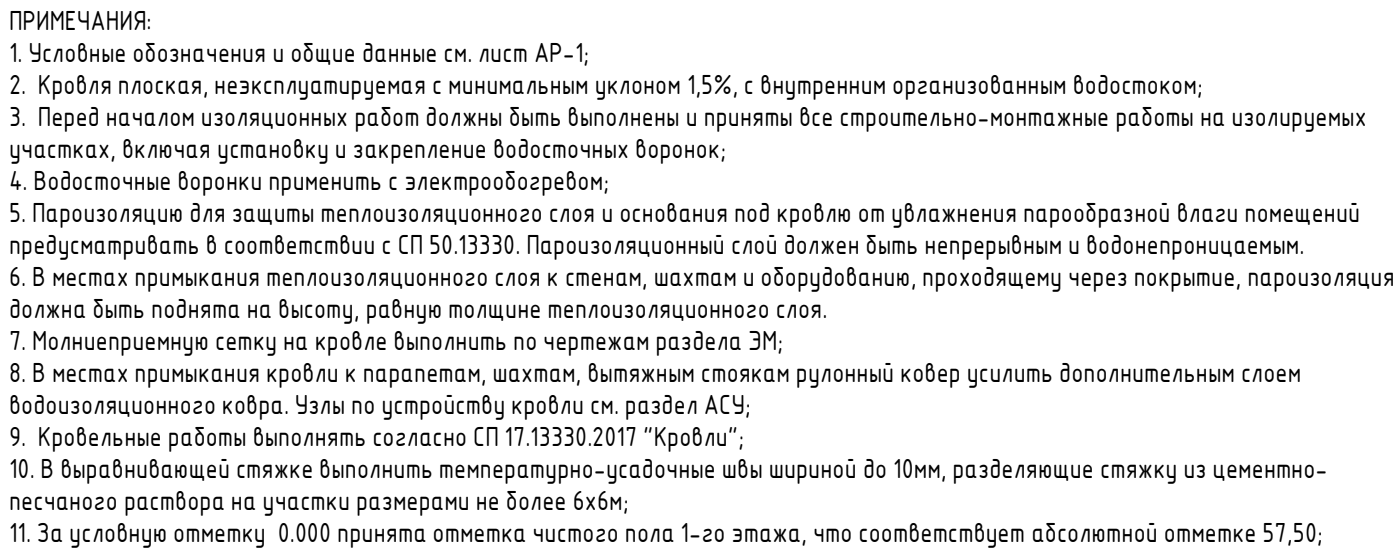 ПРИМЕЧАНИЯ:
1. Условные обозначения и общие данные см. лист АР-1;
2. Кровля плоская, неэксплуатируемая с минимальным уклоном 1,5%, с внутренним организованным водостоком;
3. Перед началом изоляционных работ должны быть выполнены и приняты все строительно-монтажные работы на изолируемых
участках, включая установку и закрепление водосточных воронок;
4. Водосточные воронки применить с электрообогревом;
5. Пароизоляцию для защиты теплоизоляционного слоя и основания под кровлю от увлажнения парообразной влаги помещений
предусматривать в соответствии с СП 50.13330. Пароизоляционный слой должен быть непрерывным и водонепроницаемым.
6. В местах примыкания теплоизоляционного слоя к стенам, шахтам и оборудованию, проходящему через покрытие, пароизоляция
должна быть поднята на высоту, равную толщине теплоизоляционного слоя.
7. Молниеприемную сетку на кровле выполнить по чертежам раздела ЭМ;
8. В местах примыкания кровли к парапетам, шахтам, вытяжным стоякам рулонный ковер усилить дополнительным слоем
водоизоляционного ковра. Узлы по устройству кровли см. раздел АСУ;
9. Кровельные работы выполнять согласно СП 17.13330.2017 "Кровли";
10. В выравнивающей стяжке выполнить температурно-усадочные швы шириной до 10мм, разделяющие стяжку из цементно-
песчаного раствора на участки размерами не более 6х6м;
11. За условную отметку 0.000 принята отметка чистого пола 1-го этажа, что соответствует абсолютной отметке 57,50;